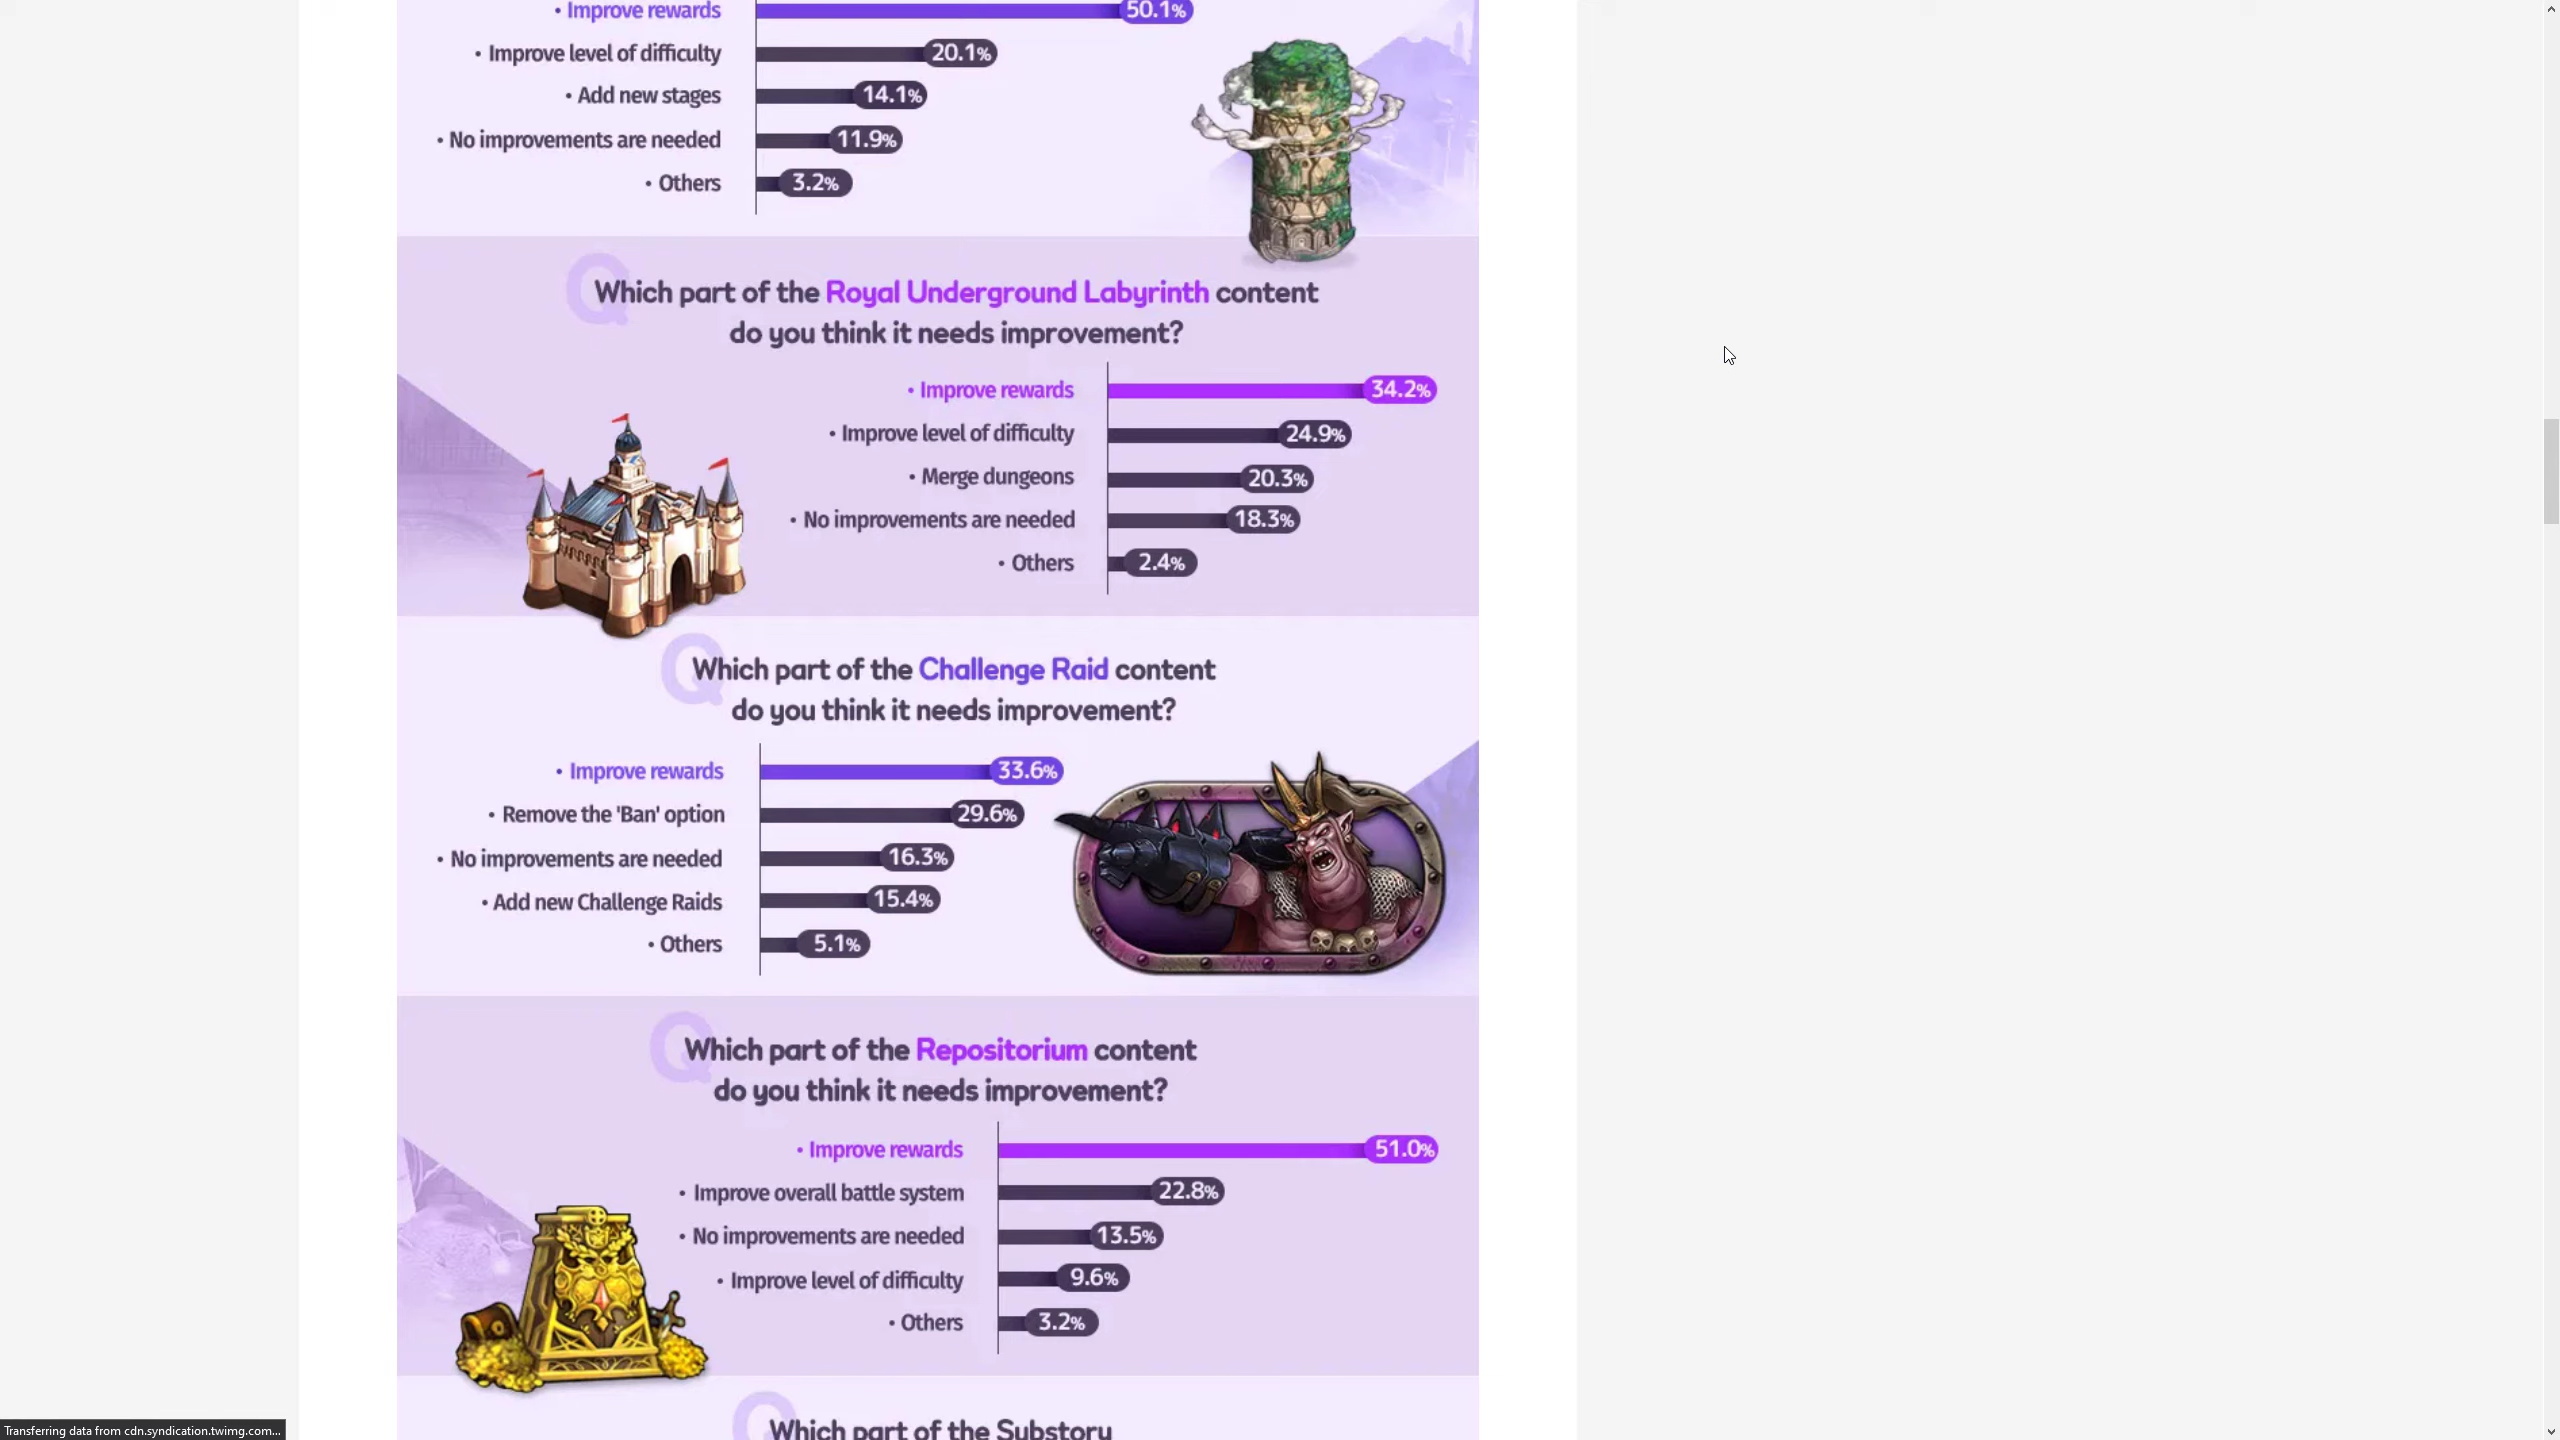 • Improve rewards 50.1%
• Improve level of difficulty 20.1%
• Add new stages 14.1%
• No improvements are needed 11.9%
• Others 3.2%
Q
Which part of the Royal Underground Labyrinth content
do you think it needs improvement?
• Improve rewards 34.2%
• Improve level of difficulty 24.9%
• Merge dungeons 20.3%
• No improvements are needed 18.3%
• Others 2.4%
Q
Which part of the Challenge Raid content
do you think it needs improvement?
• Improve rewards 33.6%
• Remove the 'Ban' option 29.6%
• No improvements are needed 16.3%
• Add new Challenge Raids 15.4%
• Others 5.1%
Q
Which part of the Repositorium content
do you think it needs improvement?
• Improve rewards 51.0%
• Improve overall battle system 22.8%
• No improvements are needed 13.5%
• Improve level of difficulty 9.6%
• Others 3.2%
Q
Which part of the Substory
Transferring data from cdn.syndication.twimg.com...